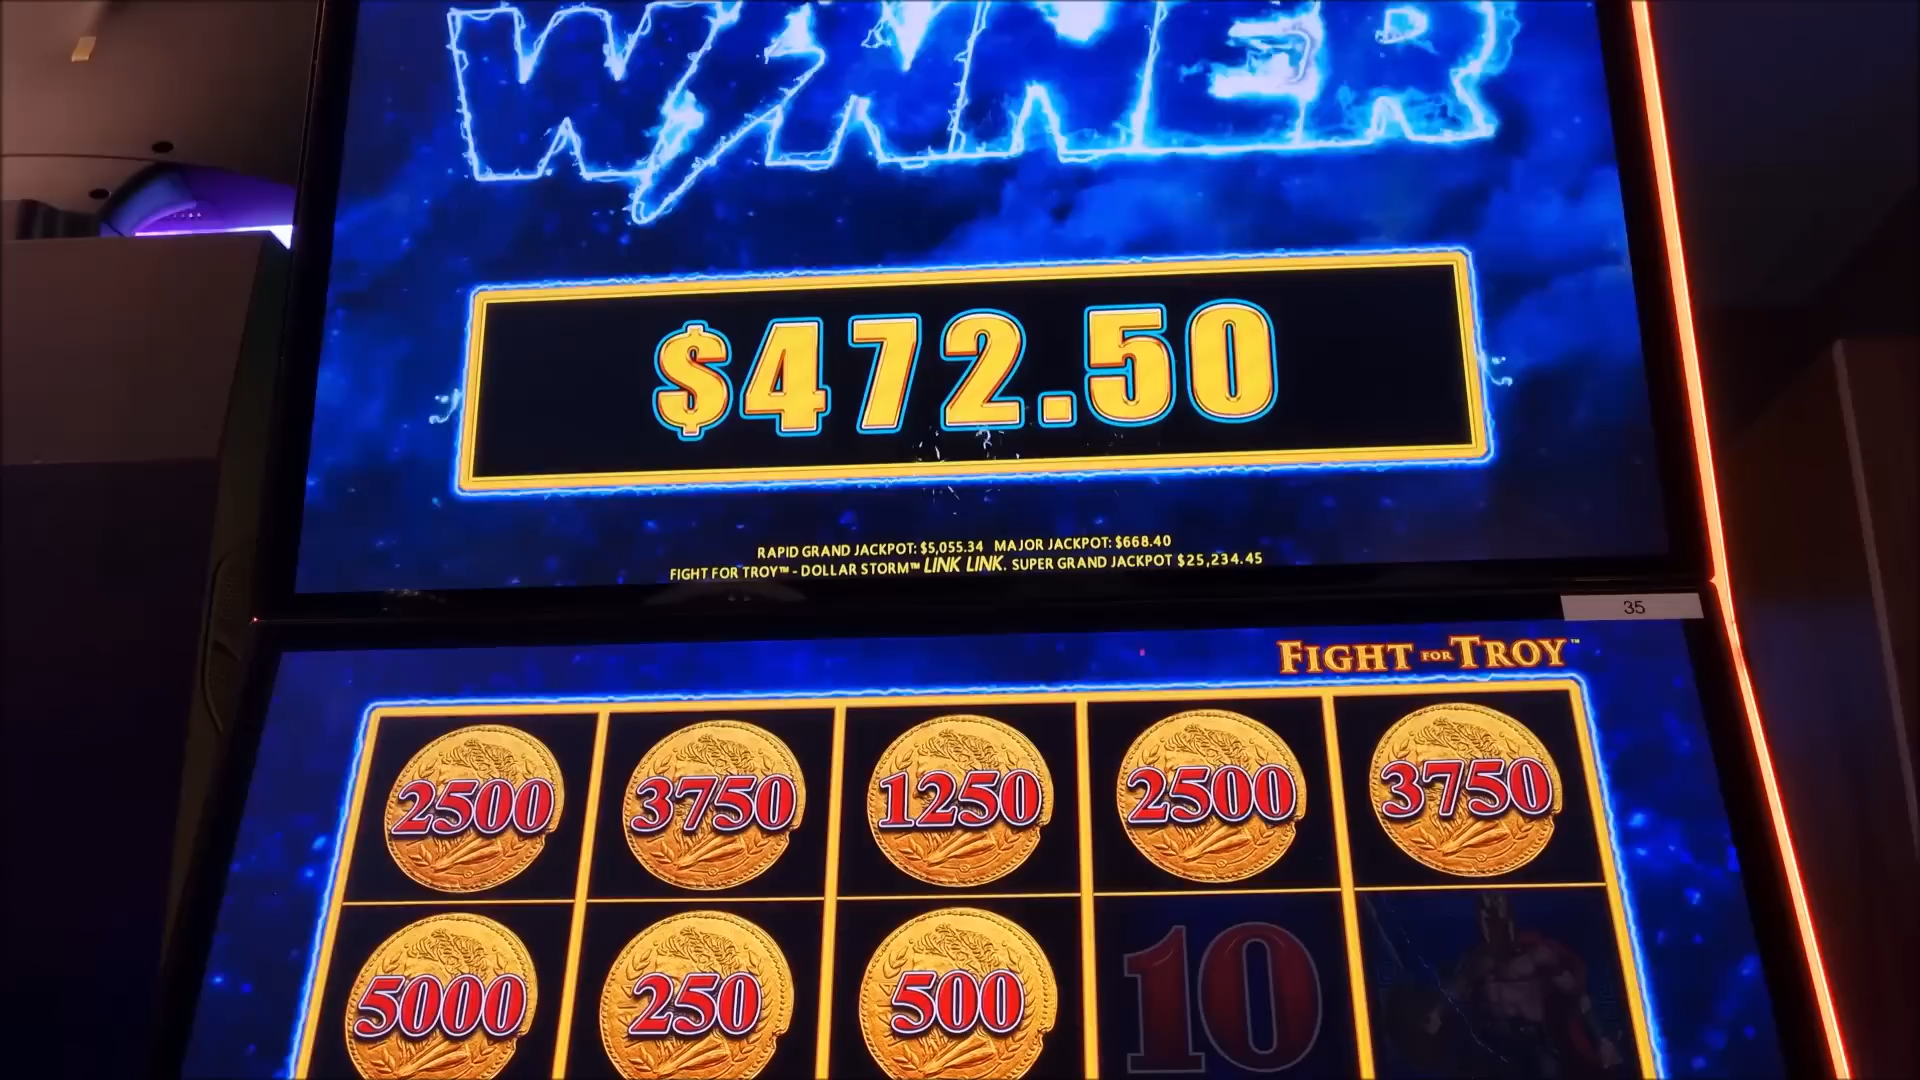 WINNER
$472.50
RAPID GRAND JACKPOT: $5,055.34 MAJOR JACKPOT: $668.40
FIGHT FOR TROY™ - DOLLAR STORM™ LINK LINK. SUPER GRAND JACKPOT $25,234.45
35
FIGHT FOR TROY™
2500 3750 1250 2500 3750
5000 250 500 10